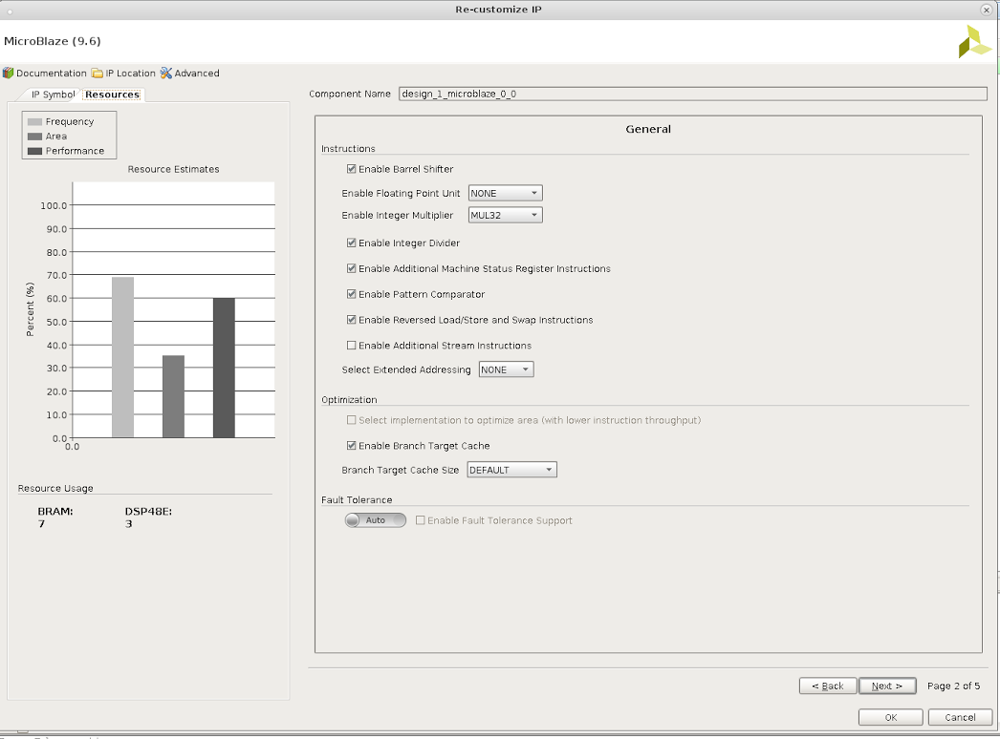 Re-customize IP
MicroBlaze (9.6)
Documentation IP Location Advanced
IP Symbol Resources
Frequency
Area
Performance
Resource Estimates
100.0
90.0
80.0
70.0
60.0
50.0
40.0
30.0
20.0
10.0
0.0
0.0
Percent (%)
Resource Usage
BRAM: DSP48E:
7 3
Component Name design_1_microblaze_0_0
General
Instructions
Enable Barrel Shifter
Enable Floating Point Unit NONE
Enable Integer Multiplier MUL32
Enable Integer Divider
Enable Additional Machine Status Register Instructions
Enable Pattern Comparator
Enable Reversed Load/Store and Swap Instructions
Enable Additional Stream Instructions
Select Extended Addressing NONE
Optimization
Select implementation to optimize area (with lower instruction throughput)
Enable Branch Target Cache
Branch Target Cache Size DEFAULT
Fault Tolerance
Auto Enable Fault Tolerance Support
< Back Next > Page 2 of 5
OK Cancel